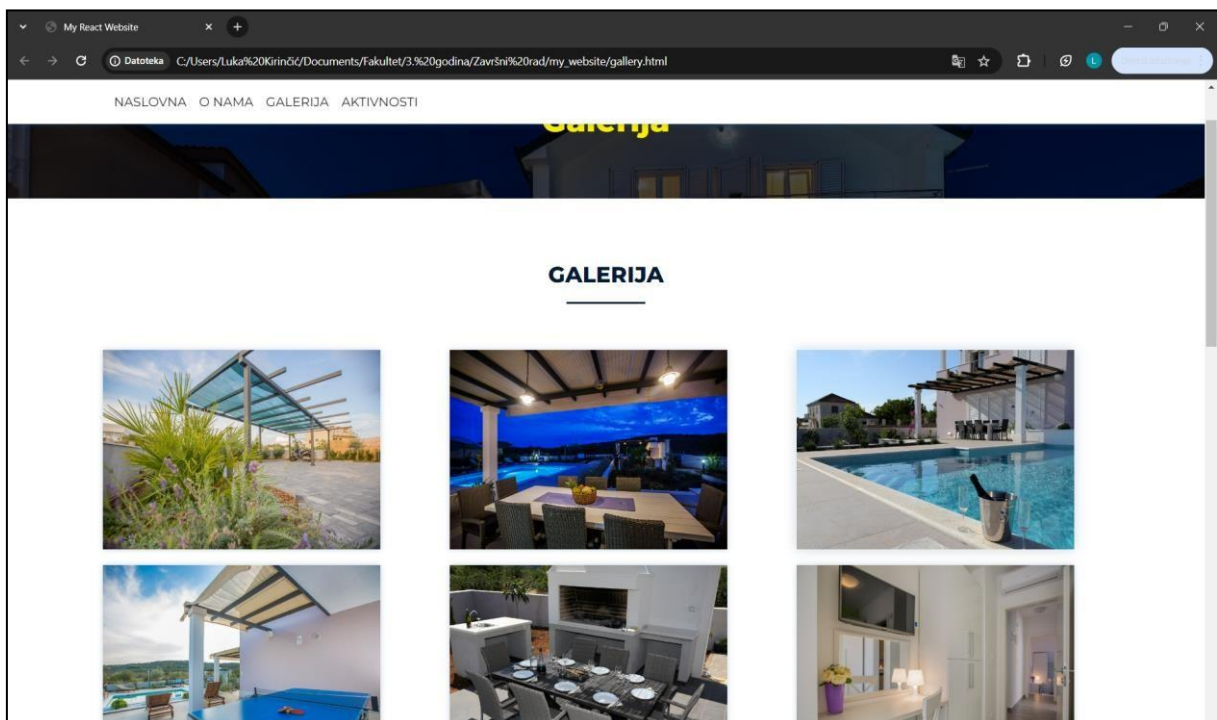 My React Website
Datoteka C:/Users/Luka%20Kirinčić/Documents/Fakultet/3.%20godina/Završni%20rad/my_website/gallery.html
L
NASLOVNA O NAMA GALERIJA AKTIVNOSTI
Galerija
GALERIJA